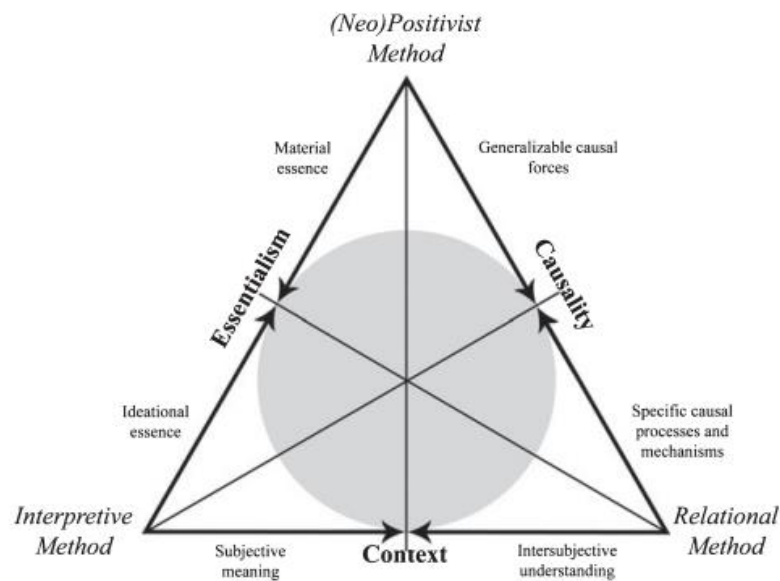 (Neo)Positivist
Method
Material
essence
Generalizable causal
forces
Essentialism
Causality
Ideational
essence
Specific causal
processes and
mechanisms
Interpretive
Method
Relational
Method
Subjective
meaning
Context
Intersubjective
understanding